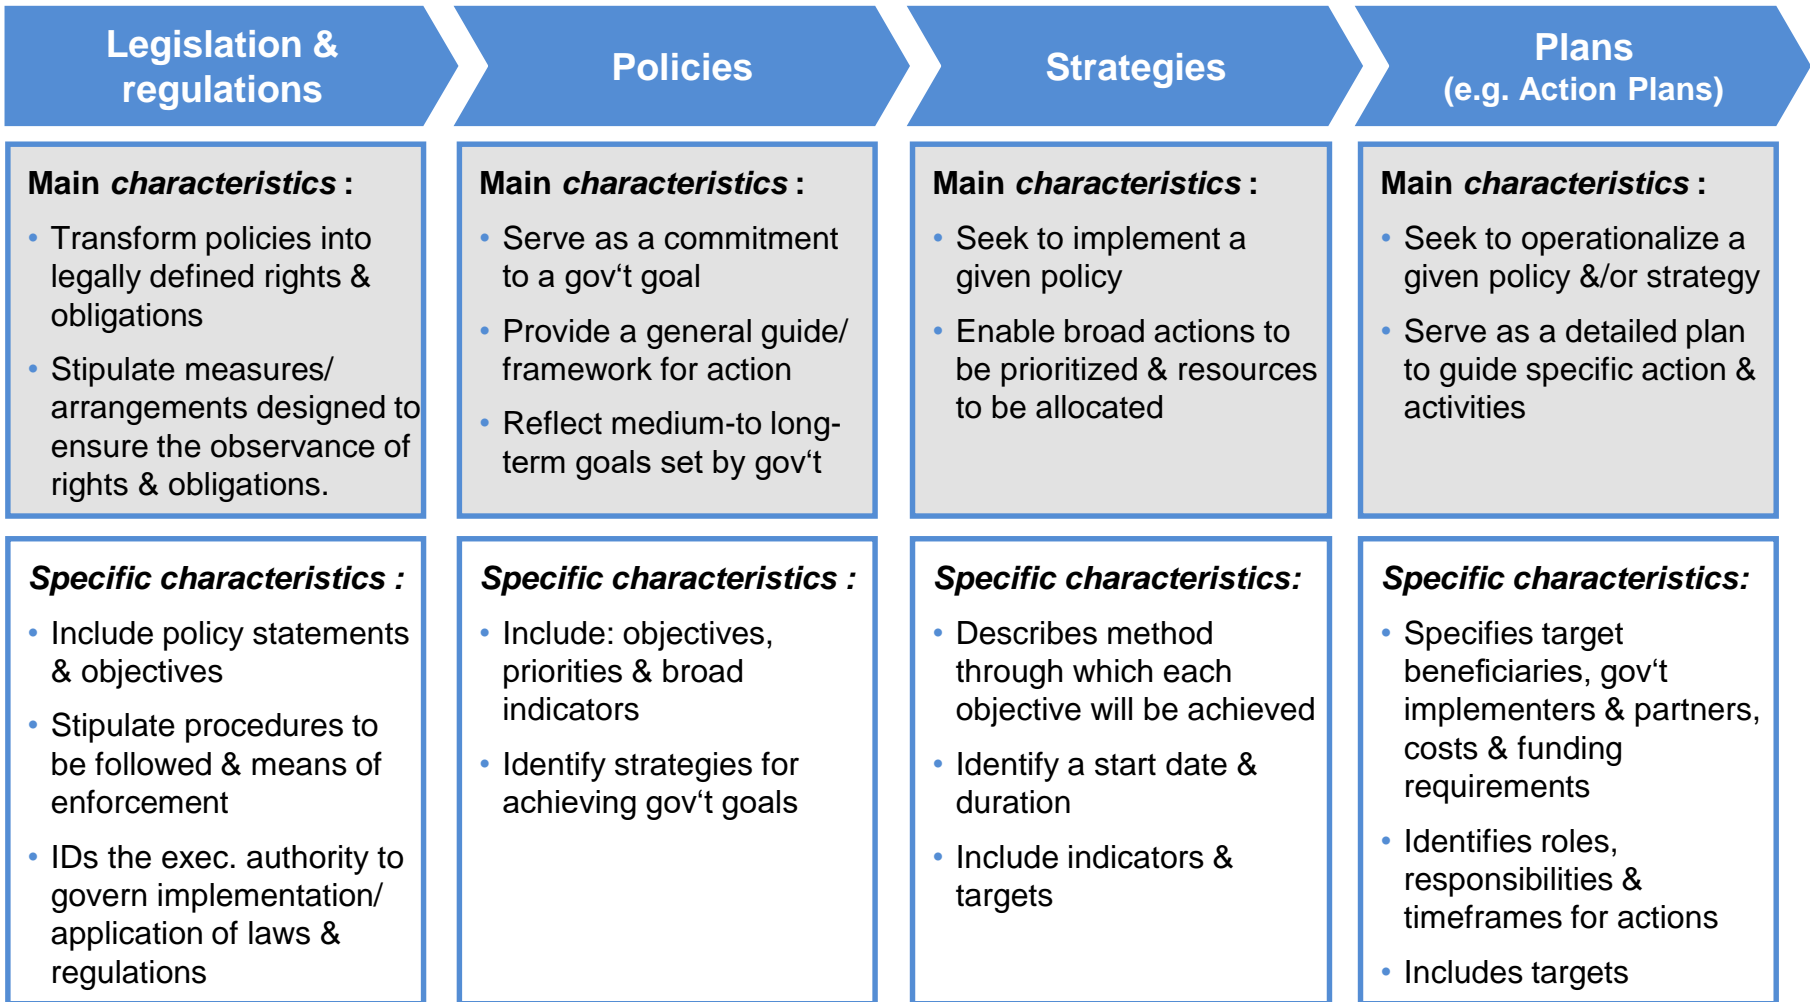 Legislation &
regulations
Policies
Strategies
Plans
(e.g. Action Plans)
Main characteristics :
• Transform policies into
legally defined rights &
obligations
• Stipulate measures/
arrangements designed to
ensure the observance of
rights & obligations.
Main characteristics :
• Serve as a commitment
to a gov‘t goal
• Provide a general guide/
framework for action
• Reflect medium-to long-
term goals set by gov‘t
Main characteristics :
• Seek to implement a
given policy
• Enable broad actions to
be prioritized & resources
to be allocated
Main characteristics :
• Seek to operationalize a
given policy &/or strategy
• Serve as a detailed plan
to guide specific action &
activities
Specific characteristics :
• Include policy statements
& objectives
• Stipulate procedures to
be followed & means of
enforcement
• IDs the exec. authority to
govern implementation/
application of laws &
regulations
Specific characteristics :
• Include: objectives,
priorities & broad
indicators
• Identify strategies for
achieving gov‘t goals
Specific characteristics:
• Describes method
through which each
objective will be achieved
• Identify a start date &
duration
• Include indicators &
targets
Specific characteristics:
• Specifies target
beneficiaries, gov‘t
implementers & partners,
costs & funding
requirements
• Identifies roles,
responsibilities &
timeframes for actions
• Includes targets